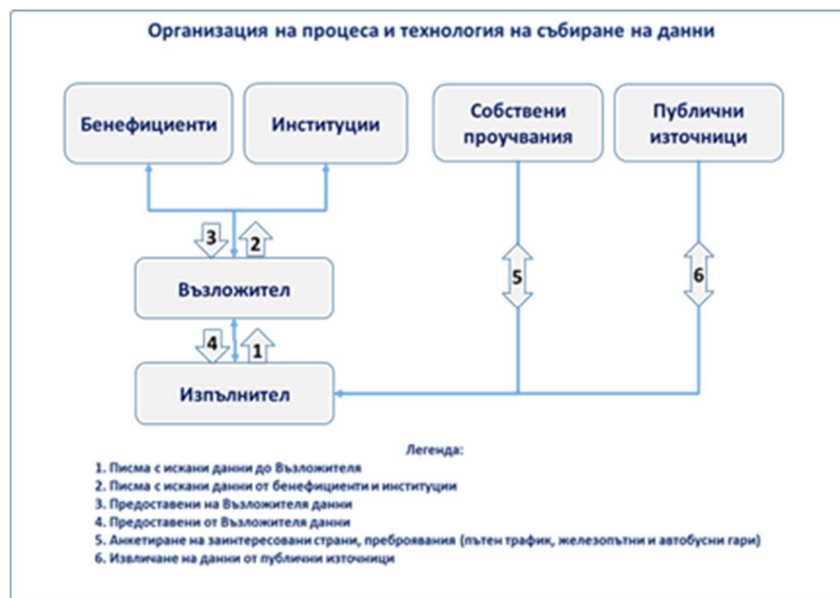 Организация на процеса и технология на събиране на данни
Бенефициенти
Институции
Собствени
проучвания
Публични
източници
3
2
5
6
Възложител
4
1
Изпълнител
Легенда:
1. Писма с искани данни до Възложителя
2. Писма с искани данни от бенефициенти и институции
3. Предоставени на Възложителя данни
4. Предоставени от Възложителя данни
5. Анкетиране на заинтересовани страни, преброявания (пътен трафик, железопътни и автобусни гари)
6. Извличане на данни от публични източници